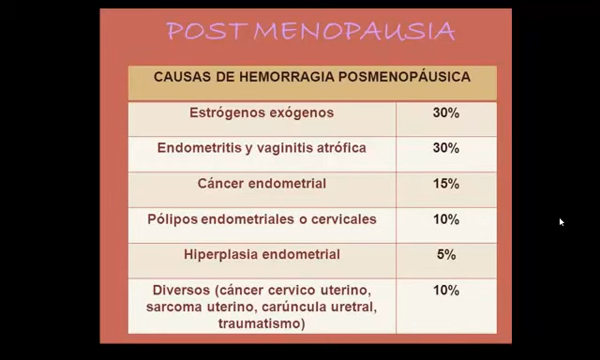 POST MENOPAUSIA
CAUSAS DE HEMORRAGIA POSMENOPÁUSICA
Estrógenos exógenos 30%
Endometritis y vaginitis atrófica 30%
Cáncer endometrial 15%
Pólipos endometriales o cervicales 10%
Hiperplasia endometrial 5%
Diversos (cáncer cervico uterino, 10%
sarcoma uterino, carúncula uretral,
traumatismo)